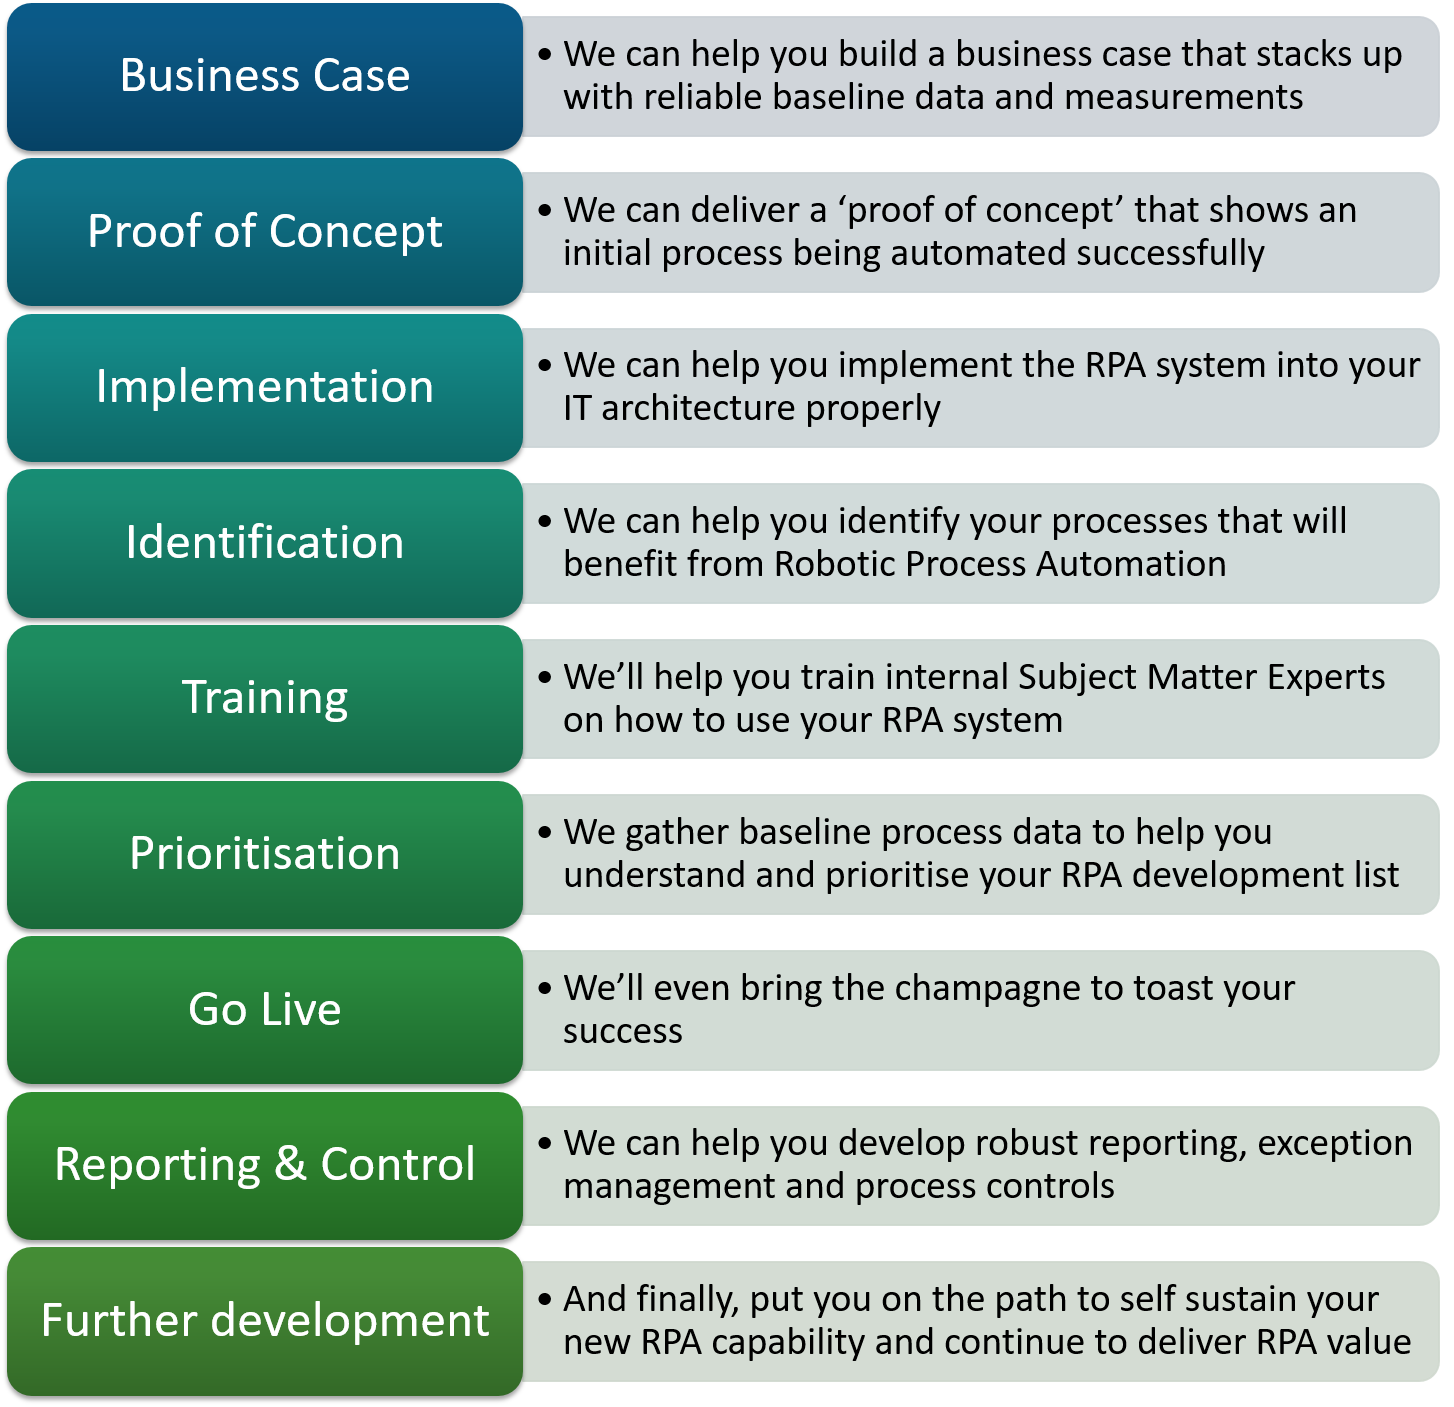 Business Case
• We can help you build a business case that stacks up
with reliable baseline data and measurements
Proof of Concept
• We can deliver a ‘proof of concept’ that shows an
initial process being automated successfully
Implementation
• We can help you implement the RPA system into your
IT architecture properly
Identification
• We can help you identify your processes that will
benefit from Robotic Process Automation
Training
• We’ll help you train internal Subject Matter Experts
on how to use your RPA system
Prioritisation
• We gather baseline process data to help you
understand and prioritise your RPA development list
Go Live
• We’ll even bring the champagne to toast your
success
Reporting & Control
• We can help you develop robust reporting, exception
management and process controls
Further development
• And finally, put you on the path to self sustain your
new RPA capability and continue to deliver RPA value